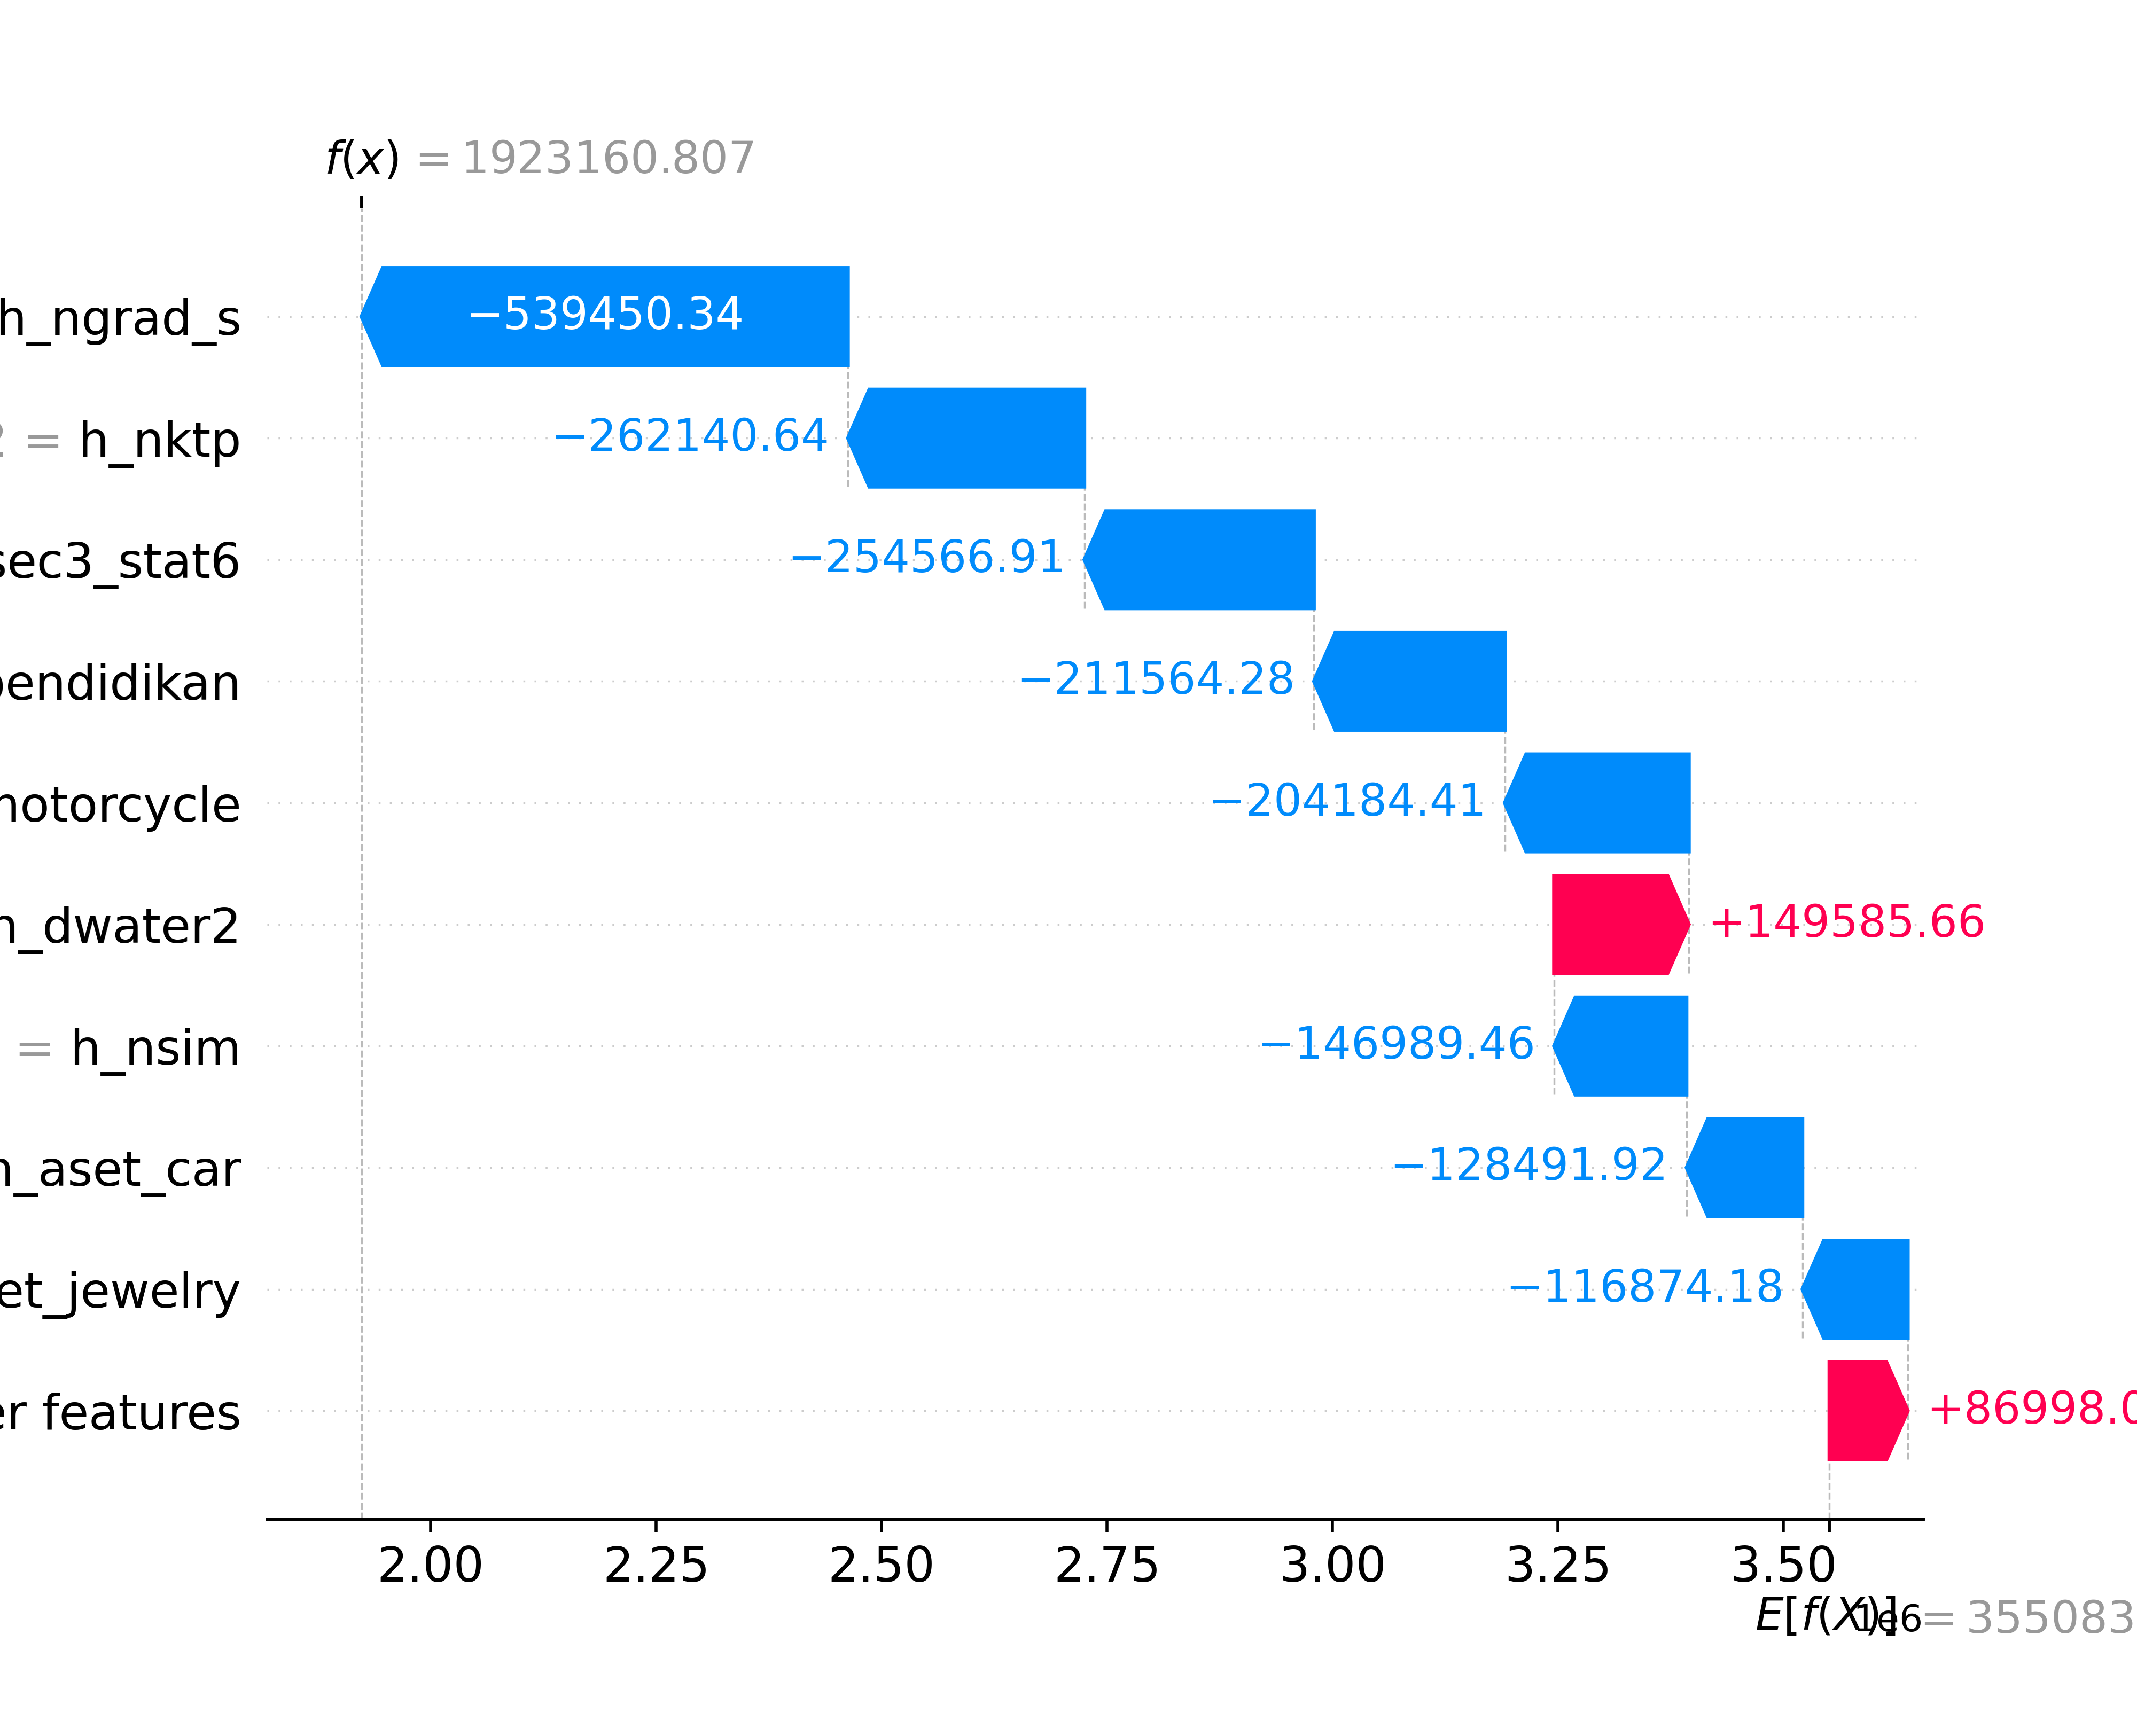 f(x) = 1923160.807
h_ngrad_s
−539450.34
2 = h_nktp
−262140.64
sec3_stat6
−254566.91
pendidikan
−211564.28
motorcycle
−204184.41
h_dwater2
+149585.66
= h_nsim
−146989.46
h_aset_car
−128491.92
et_jewelry
−116874.18
er features
+86998.0
2.00 2.25 2.50 2.75 3.00 3.25 3.50
E[f(X)] = 355083
1e6